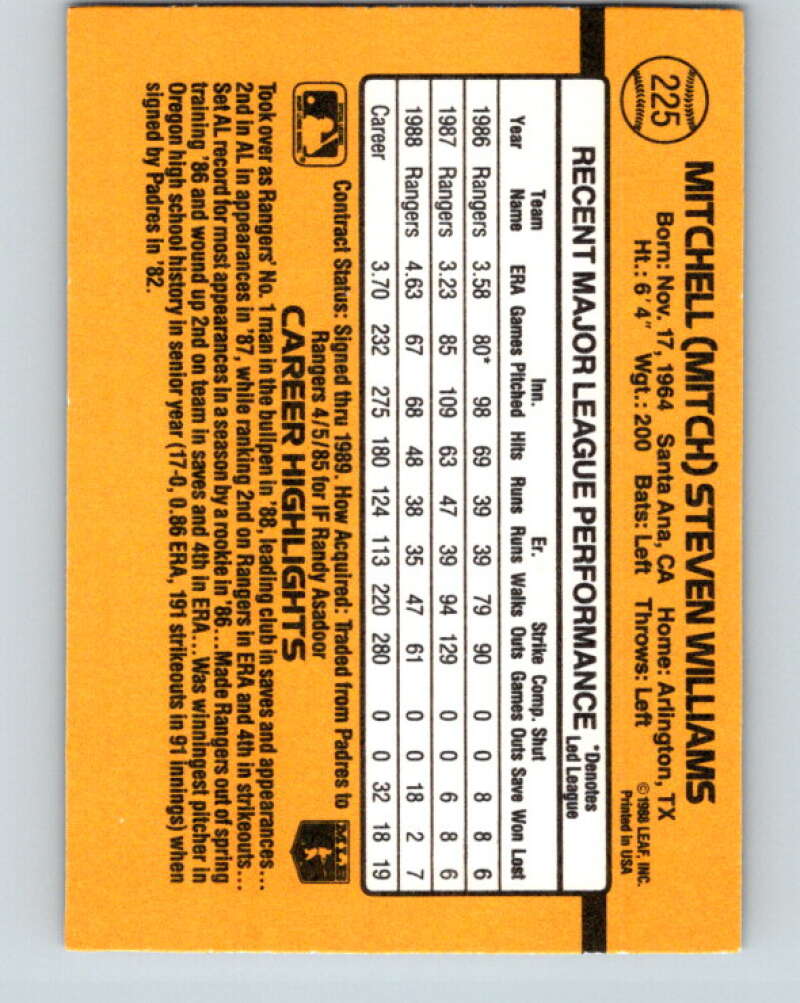 225
MITCHELL (MITCH) STEVEN WILLIAMS
Born: Nov. 17, 1964 Santa Ana, CA Home: Arlington, TX
Ht.: 6'4" Wgt.: 200 Bats: Left Throws: Left
© 1988 LEAF, INC.
Printed in USA
RECENT MAJOR LEAGUE PERFORMANCE *Denotes Led League
Team Inn. Er. Strike Comp. Shut
Year Name ERA Games Pitched Hits Runs Runs Walks Outs Games Outs Save Won Lost
1986 Rangers 3.58 80* 98 69 39 39 79 90 0 0 8 8 6
1987 Rangers 3.23 85 109 63 47 39 94 129 0 0 6 8 6
1988 Rangers 4.63 67 68 48 38 35 47 61 0 0 18 2 7
Career 3.70 232 275 180 124 113 220 280 0 0 32 18 19
Contract Status: Signed thru 1989. How Acquired: Traded from Padres to
Rangers 4/5/85 for IF Randy Asadoor
MLB
CAREER HIGHLIGHTS
Took over as Rangers' No. 1 man in the bullpen in '88, leading club in saves and appearances...
2nd in AL in appearances in '87, while ranking 2nd on Rangers in ERA and 4th in strikeouts...
Set AL record for most appearances in a season by a rookie in '86...Made Rangers out of spring
training '86 and wound up 2nd on team in saves and 4th in ERA...Was winningest pitcher in
Oregon high school history in senior year (17-0, 0.86 ERA, 191 strikeouts in 91 innings) when
signed by Padres in '82.